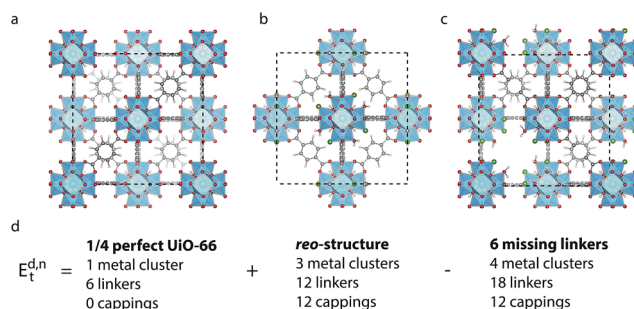 a
b
c
d
1/4 perfect UiO-66
reo-structure
6 missing linkers
E_t^{d,n} = 1 metal cluster + 3 metal clusters - 4 metal clusters
6 linkers
12 linkers
18 linkers
0 cappings
12 cappings
12 cappings